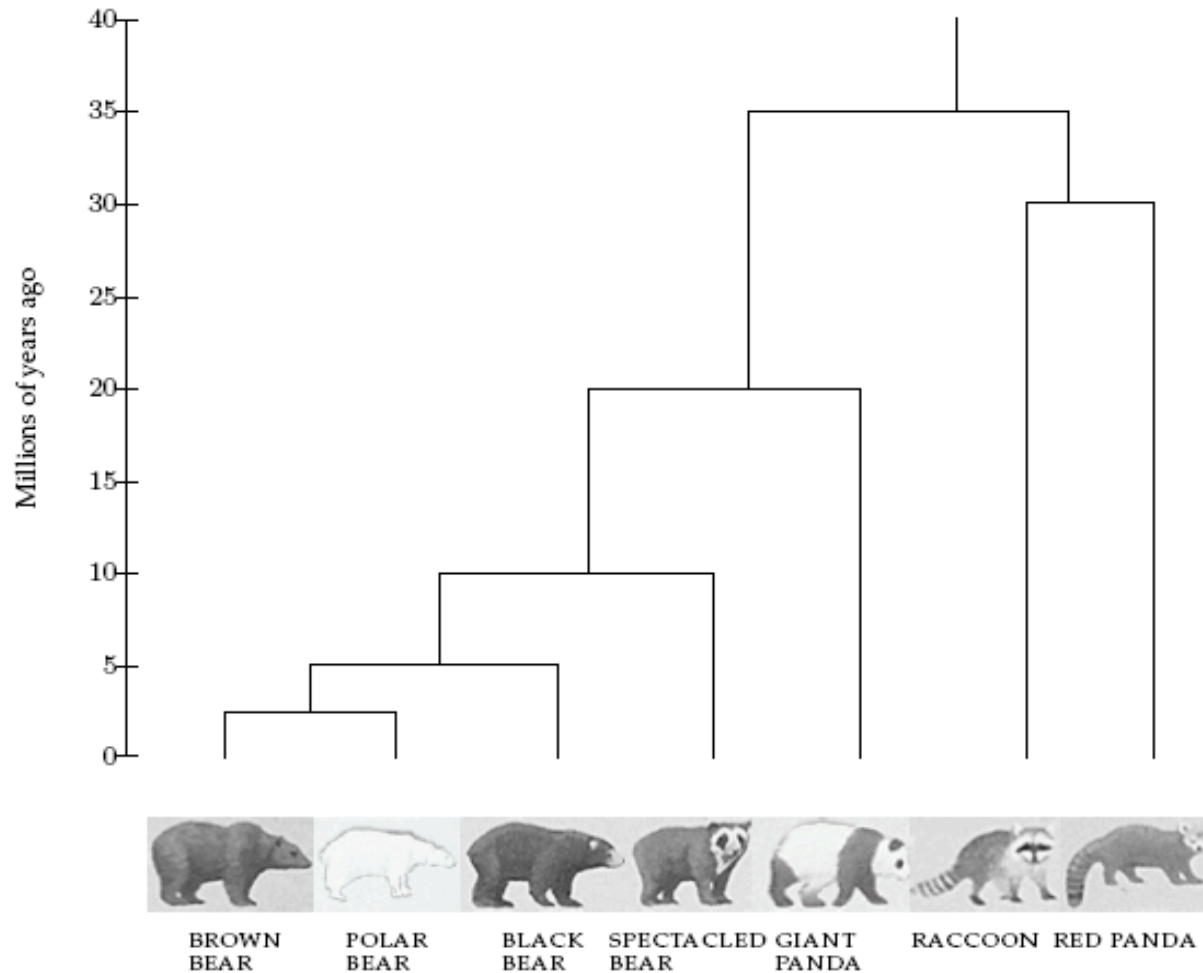 40
35
30
25
20
15
10
5
0
Millions of years ago
BROWN BEAR
POLAR BEAR
BLACK BEAR
SPECTACLED BEAR
GIANT PANDA
RACCOON
RED PANDA